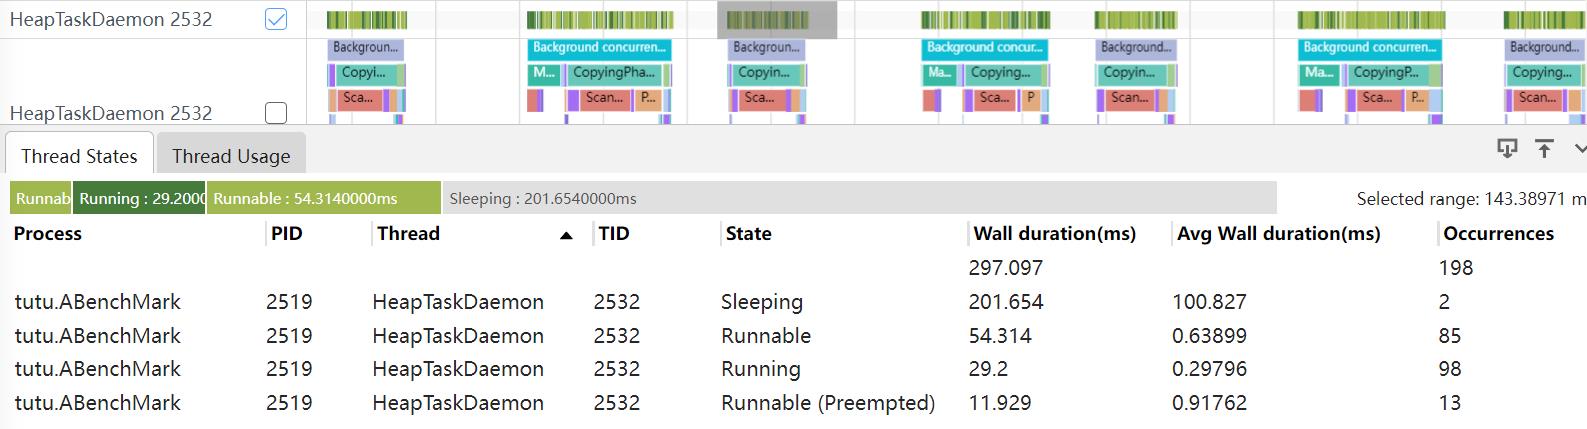 HeapTaskDaemon 2532
Backgroun... Background concurren... Background... Background concur... Background... Background concurren... Background...
Copyi... M... CopyingPha... Copyin... Ma... Copying... Copyin... Ma... CopyingP... Copying...
Sca... Scan... P... Scan... Sca... P Scan... Sca... P... Scan...
HeapTaskDaemon 2532
Thread States Thread Usage
Runnab Running : 29.2000 Runnable : 54.3140000ms Sleeping : 201.6540000ms Selected range: 143.38971 m
Process PID Thread TID State Wall duration(ms) Avg Wall duration(ms) Occurrences
297.097 198
tutu.ABenchMark 2519 HeapTaskDaemon 2532 Sleeping 201.654 100.827 2
tutu.ABenchMark 2519 HeapTaskDaemon 2532 Runnable 54.314 0.63899 85
tutu.ABenchMark 2519 HeapTaskDaemon 2532 Running 29.2 0.29796 98
tutu.ABenchMark 2519 HeapTaskDaemon 2532 Runnable (Preempted) 11.929 0.91762 13